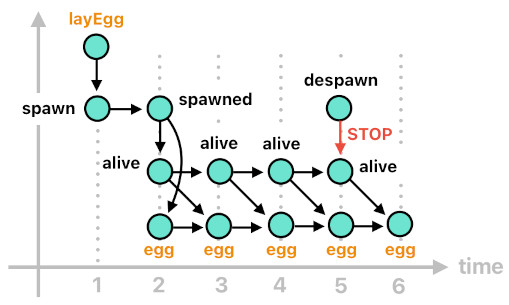 layEgg
spawn
spawned
despawn
STOP
alive
alive
alive
alive
egg
egg
egg
egg
egg
time
1
2
3
4
5
6